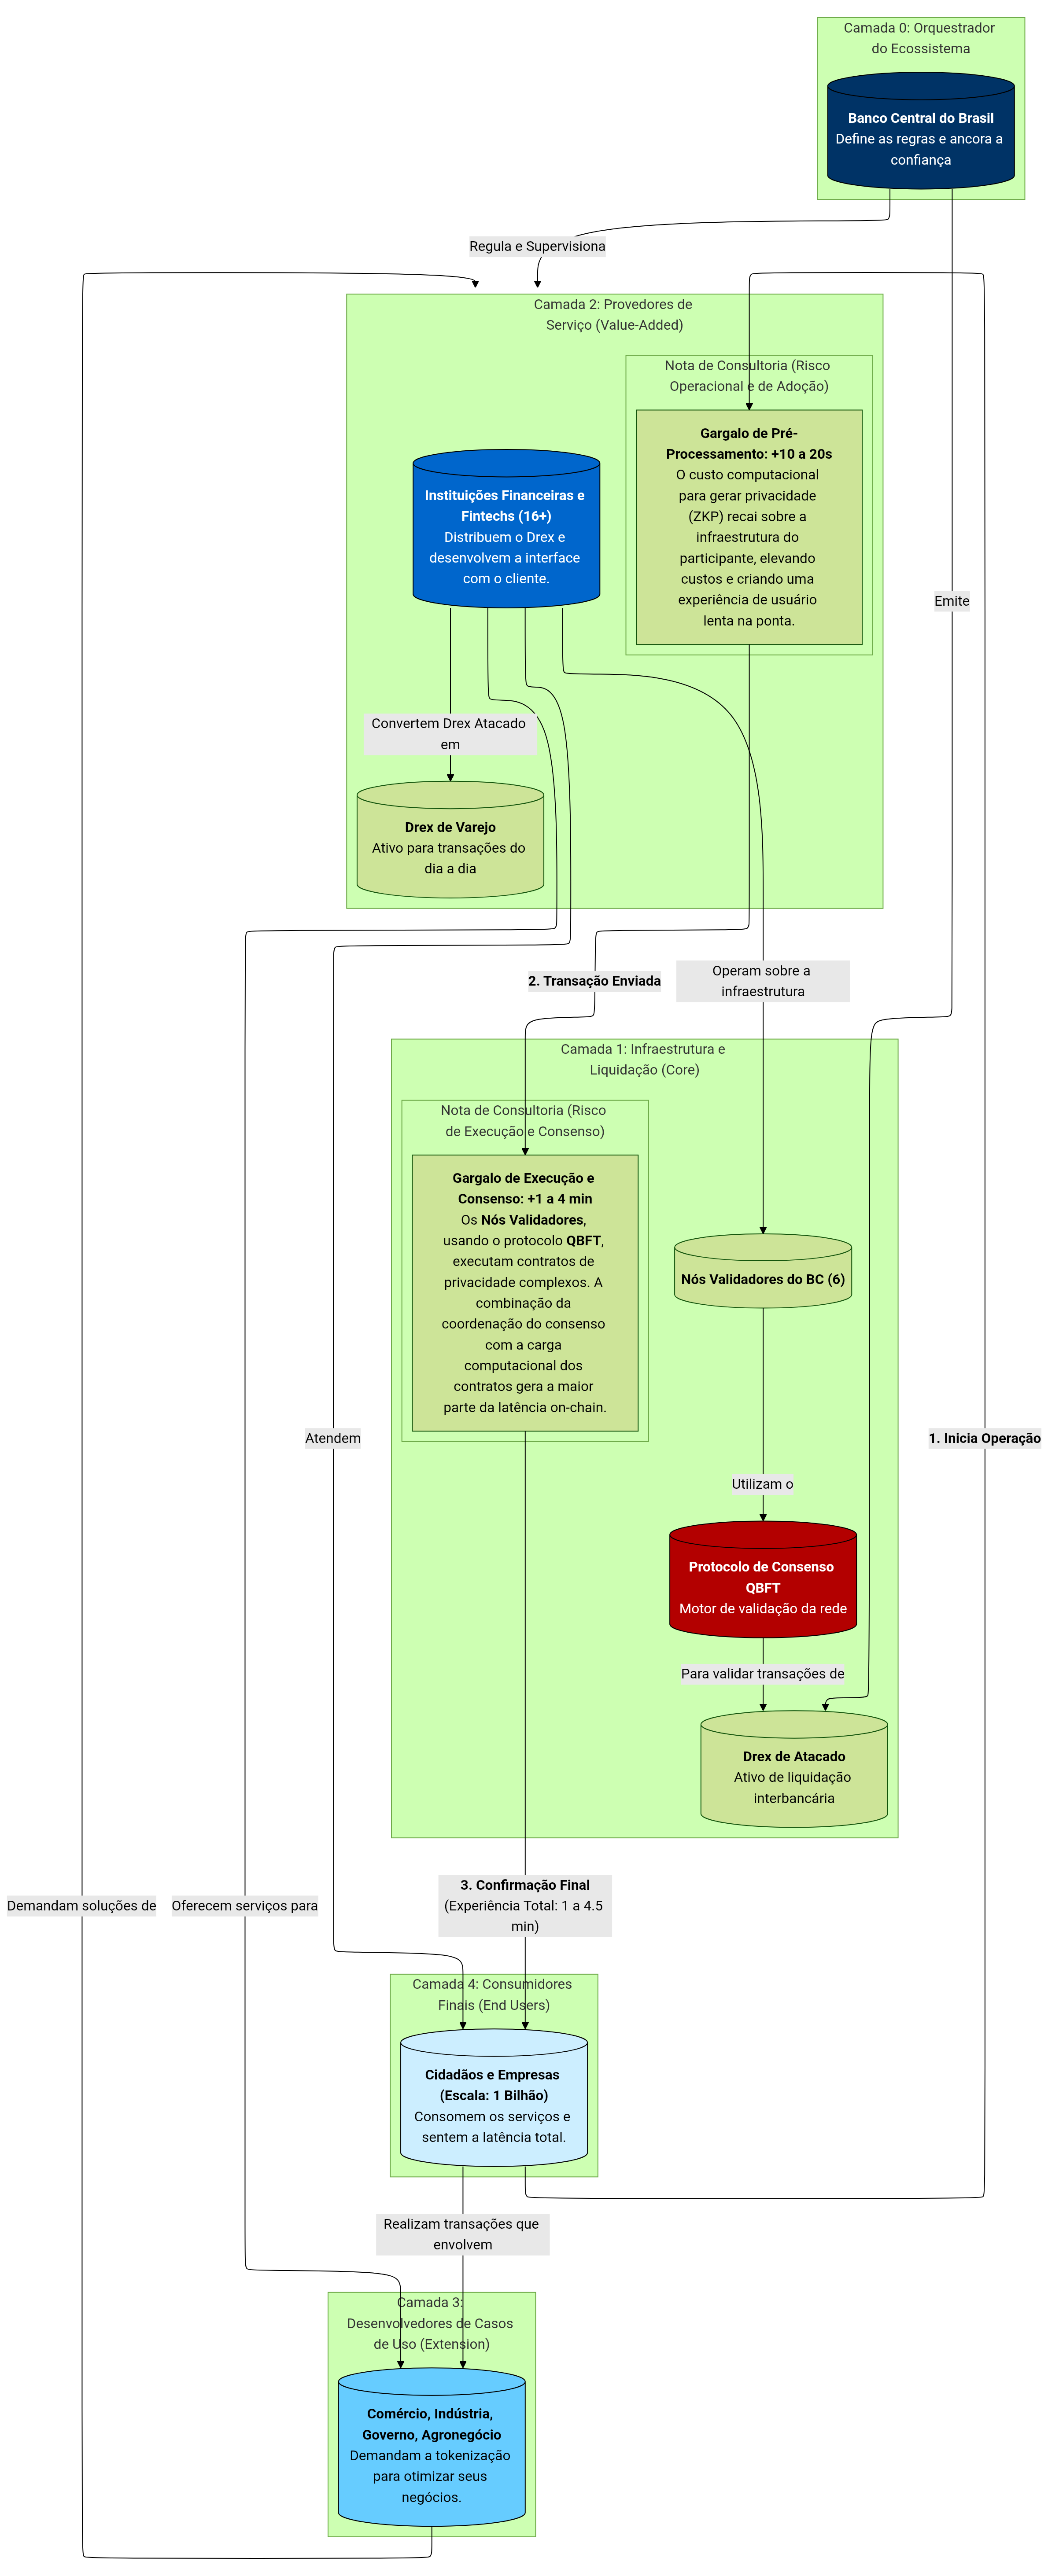 Camada 0: Orquestrador
do Ecossistema
Banco Central do Brasil
Define as regras e ancora a
confiança
Regula e Supervisiona
Camada 2: Provedores de
Serviço (Value-Added)
Nota de Consultoria (Risco
Operacional e de Adoção)
Gargalo de Pré-
Processamento: +10 a 20s
O custo computacional
para gerar privacidade
(ZKP) recai sobre a
infraestrutura do
participante, elevando
custos e criando uma
experiência de usuário
lenta na ponta.
Instituições Financeiras e
Fintechs (16+)
Distribuem o Drex e
desenvolvem a interface
com o cliente.
Emite
Convertem Drex Atacado
em
Drex de Varejo
Ativo para transações do
dia a dia
2. Transação Enviada
Operam sobre a
infraestrutura
Camada 1: Infraestrutura e
Liquidação (Core)
Nota de Consultoria (Risco
de Execução e Consenso)
Gargalo de Execução e
Consenso: +1 a 4 min
Os Nós Validadores,
usando o protocolo QBFT,
executam contratos de
privacidade complexos. A
combinação da
coordenação do consenso
com a carga
computacional dos
contratos gera a maior
parte da latência on-chain.
Nós Validadores do BC (6)
Atendem
1. Inicia Operação
Utilizam o
Protocolo de Consenso
QBFT
Motor de validação da rede
Para validar transações de
Drex de Atacado
Ativo de liquidação
interbancária
Demandam soluções de
Oferecem serviços para
3. Confirmação Final
(Experiência Total: 1 a 4.5
min)
Camada 4: Consumidores
Finais (End Users)
Cidadãos e Empresas
(Escala: 1 Bilhão)
Consomem os serviços e
sentem a latência total.
Realizam transações que
envolvem
Camada 3:
Desenvolvedores de Casos
de Uso (Extension)
Comércio, Indústria,
Governo, Agronegócio
Demandam a tokenização
para otimizar seus
negócios.